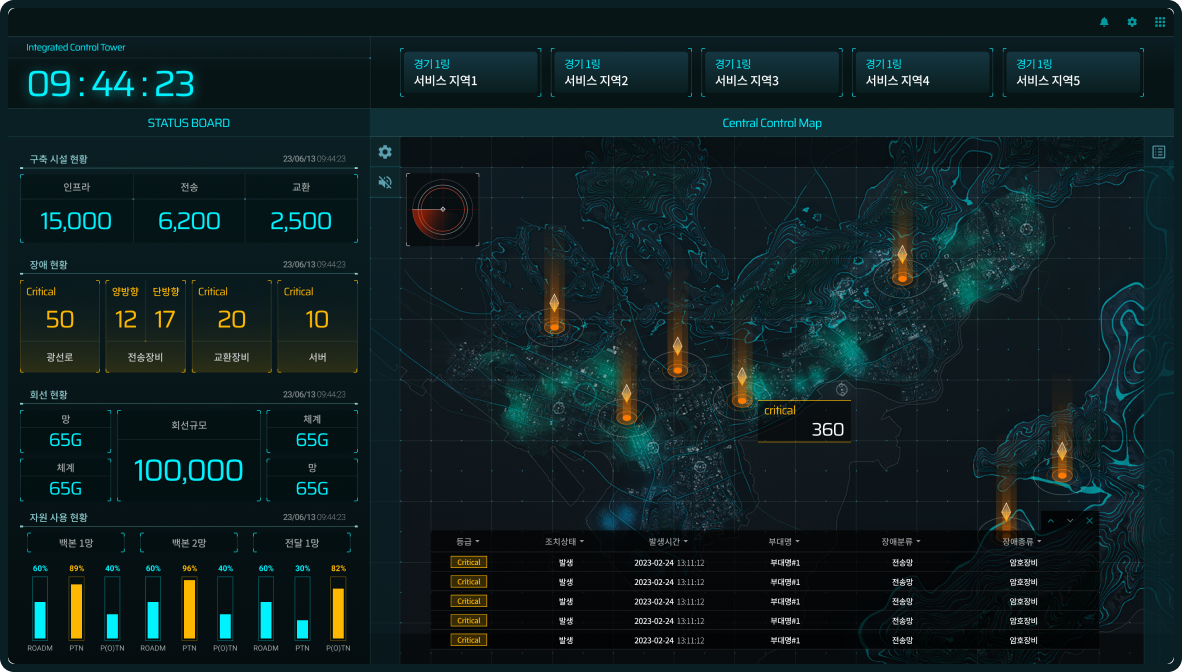 Integrated Control Tower
09:44:23
경기 1링
서비스 지역1
경기 1링
서비스 지역2
경기 1링
서비스 지역3
경기 1링
서비스 지역4
경기 1링
서비스 지역5
STATUS BOARD
Central Control Map
구축 시설 현황 23/06/13 09:44:23
인프라 전송 교환
15,000 6,200 2,500
장애 현황 23/06/13 09:44:23
Critical 양방향 단방향 Critical Critical
50 12 17 20 10
광선로 전송장비 교환장비 서버
회선 현황 23/06/13 09:44:23
망
65G
체계
65G
회선규모
100,000
체계
65G
망
65G
자원 사용 현황 23/06/13 09:44:23
백본 1망 백본 2망 전달 1망
60% 89% 40% 60% 96% 40% 60% 30% 82%
ROADM PTN P(O)TN ROADM PTN P(O)TN ROADM PTN P(O)TN
critical
360
등급 조치상태 발생시간 부대명 장애분류 장애종류
Critical 발생 2023-02-24 13:11:12 부대명#1 전송망 암호장비
Critical 발생 2023-02-24 13:11:12 부대명#1 전송망 암호장비
Critical 발생 2023-02-24 13:11:12 부대명#1 전송망 암호장비
Critical 발생 2023-02-24 13:11:12 부대명#1 전송망 암호장비
Critical 발생 2023-02-24 13:11:12 부대명#1 전송망 암호장비